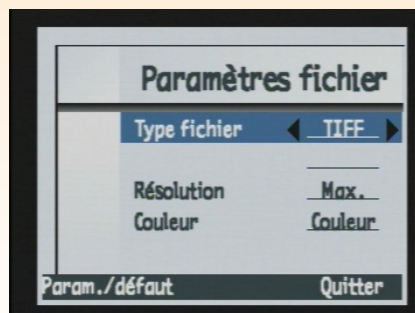 Paramètres fichier
Type fichier TIFF
Résolution Max.
Couleur Couleur
Param./défaut Quitter